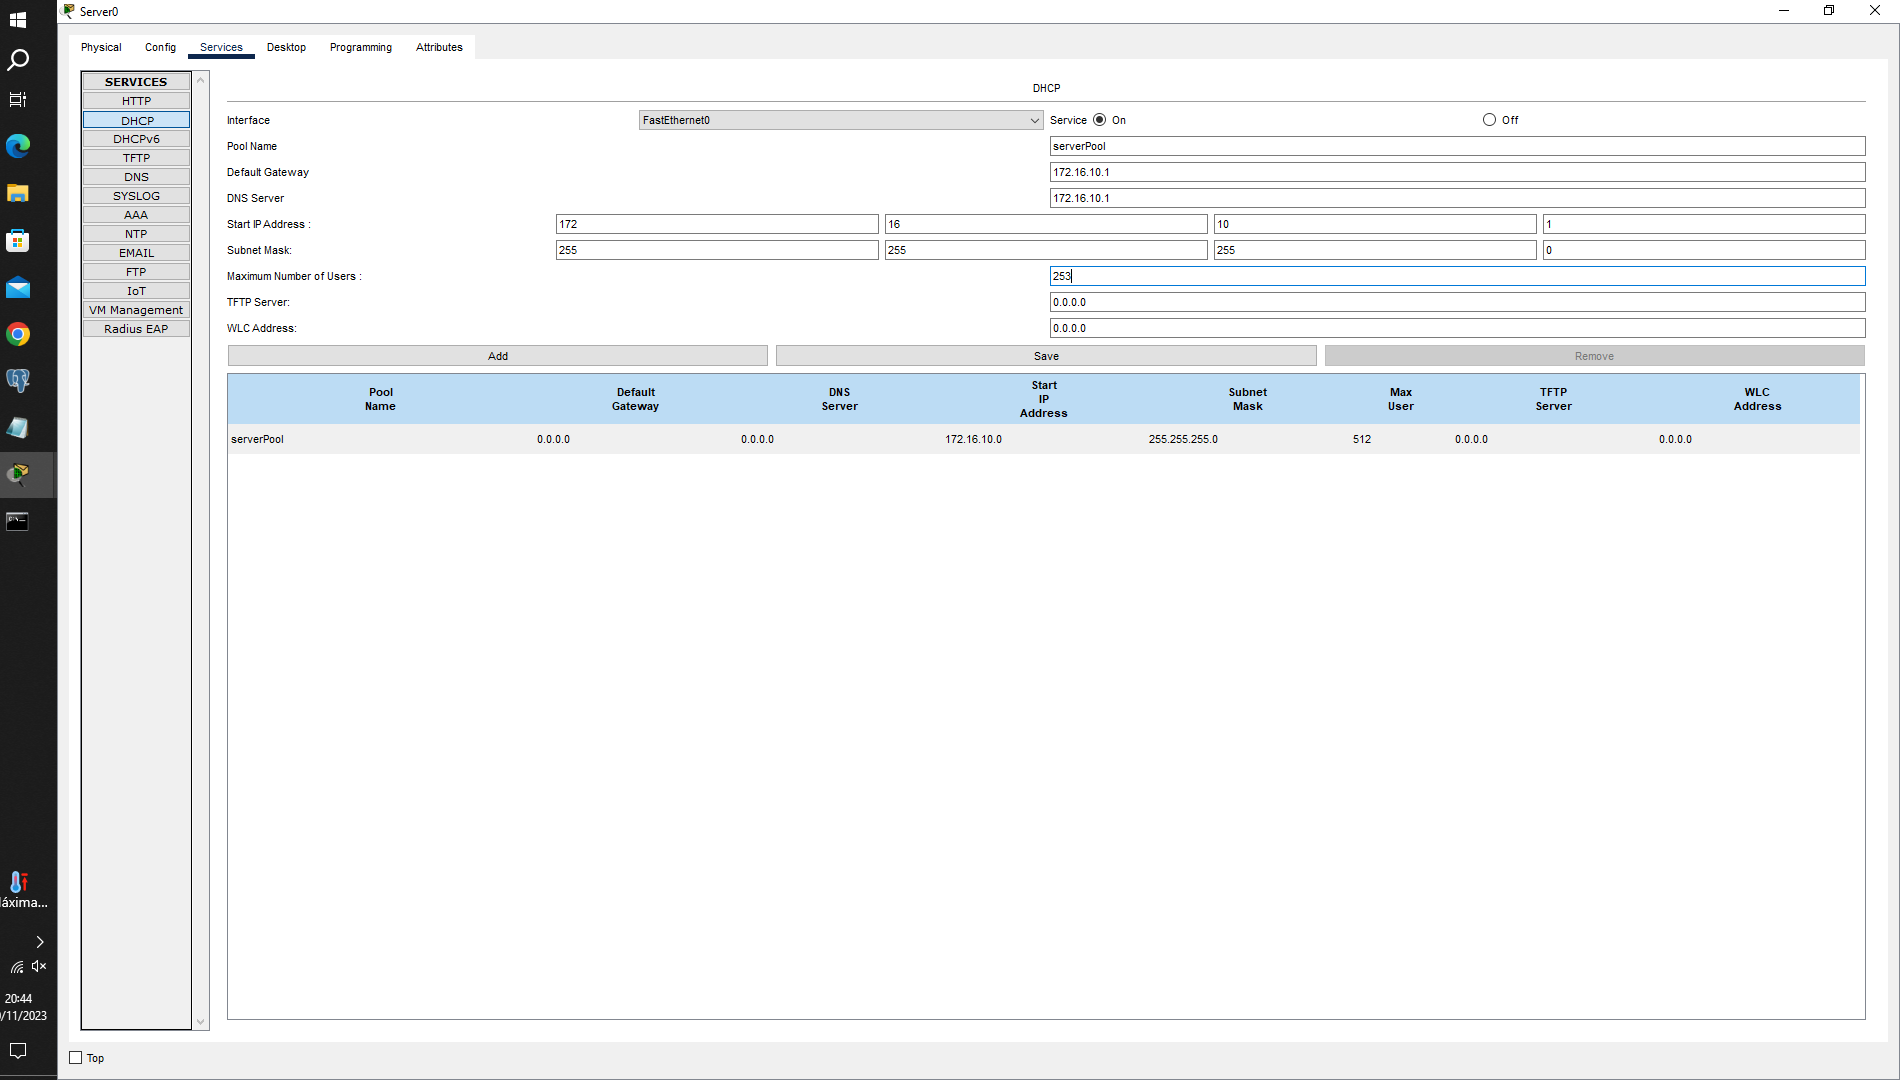 Server0
Physical Config Services Desktop Programming Attributes
SERVICES
HTTP
DHCP
DHCPv6
TFTP
DNS
SYSLOG
AAA
NTP
EMAIL
FTP
IoT
VM Management
Radius EAP
DHCP
Interface FastEthernet0 Service On Off
Pool Name serverPool
Default Gateway 172.16.10.1
DNS Server 172.16.10.1
Start IP Address : 172 16 10 1
Subnet Mask: 255 255 255 0
Maximum Number of Users : 253
TFTP Server: 0.0.0.0
WLC Address: 0.0.0.0
Add Save Remove
Pool Name Default Gateway DNS Server Start IP Address Subnet Mask Max User TFTP Server WLC Address
serverPool 0.0.0.0 0.0.0.0 172.16.10.0 255.255.255.0 512 0.0.0.0 0.0.0.0
Top
áxima...
20:44
/11/2023